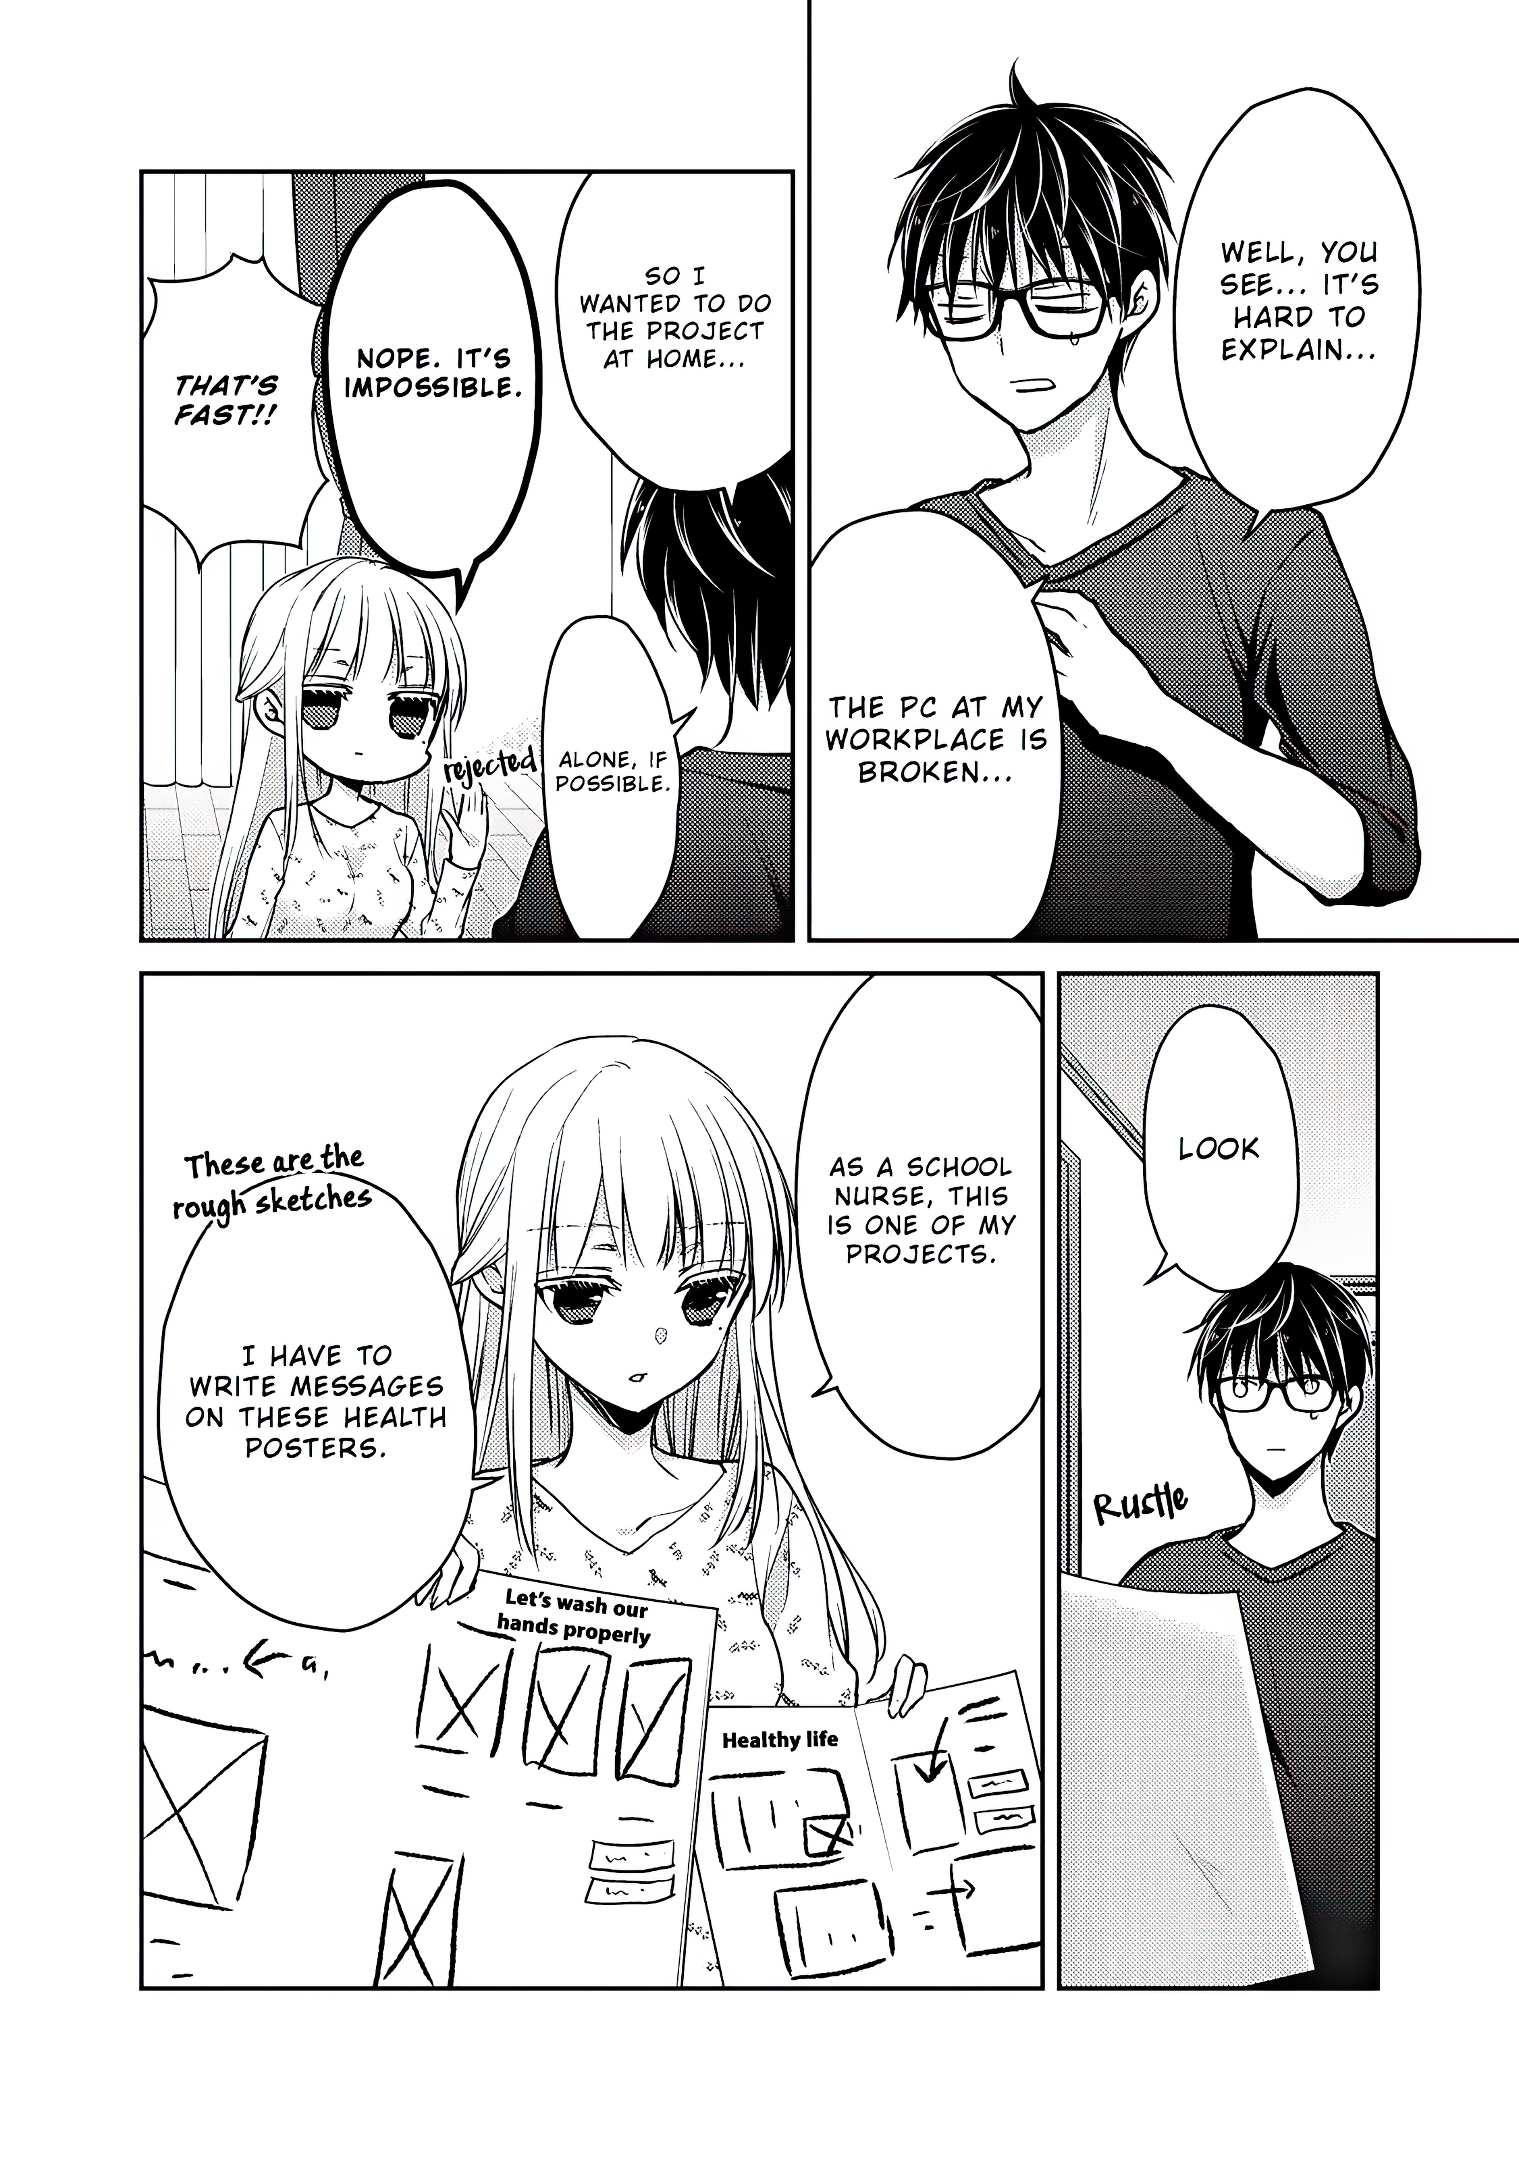 WELL, YOU
SEE... IT'S
HARD TO
EXPLAIN...
THE PC AT MY
WORKPLACE IS
BROKEN...
SO I
WANTED TO DO
THE PROJECT
AT HOME...
ALONE, IF
POSSIBLE.
NOPE. IT'S
IMPOSSIBLE.
rejected
THAT'S
FAST!!
LOOK
Rustle
AS A SCHOOL
NURSE, THIS
IS ONE OF MY
PROJECTS.
These are the
rough sketches
I HAVE TO
WRITE MESSAGES
ON THESE HEALTH
POSTERS.
Let's wash our
hands properly
Healthy life